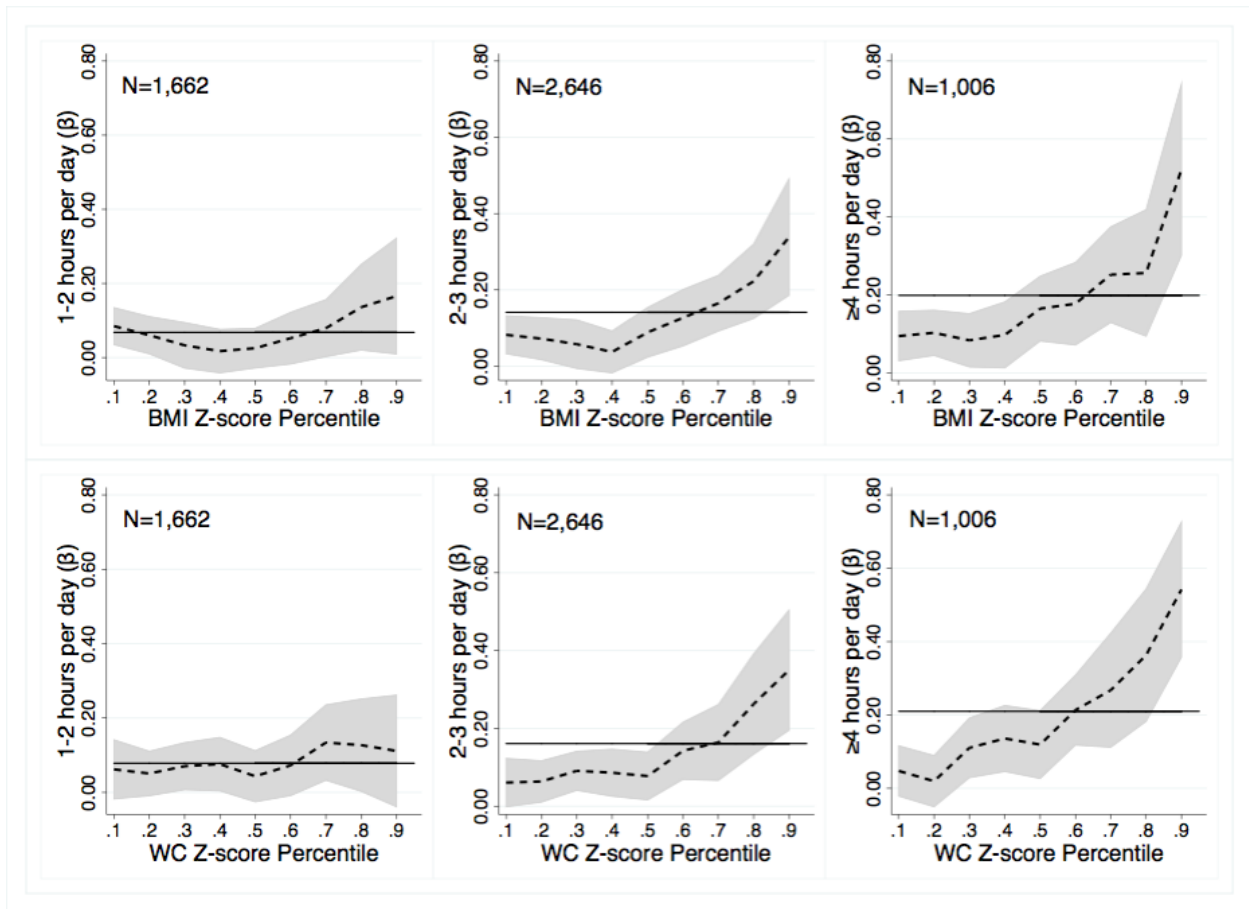 N=1,662
1-2 hours per day (β)
0.80
0.60
0.40
0.20
0.00
.1 .2 .3 .4 .5 .6 .7 .8 .9
BMI Z-score Percentile
N=2,646
2-3 hours per day (β)
0.80
0.60
0.40
0.20
0.00
.1 .2 .3 .4 .5 .6 .7 .8 .9
BMI Z-score Percentile
N=1,006
≥4 hours per day (β)
0.80
0.60
0.40
0.20
0.00
.1 .2 .3 .4 .5 .6 .7 .8 .9
BMI Z-score Percentile
N=1,662
1-2 hours per day (β)
0.80
0.60
0.40
0.20
0.00
.1 .2 .3 .4 .5 .6 .7 .8 .9
WC Z-score Percentile
N=2,646
2-3 hours per day (β)
0.80
0.60
0.40
0.20
0.00
.1 .2 .3 .4 .5 .6 .7 .8 .9
WC Z-score Percentile
N=1,006
≥4 hours per day (β)
0.80
0.60
0.40
0.20
0.00
.1 .2 .3 .4 .5 .6 .7 .8 .9
WC Z-score Percentile